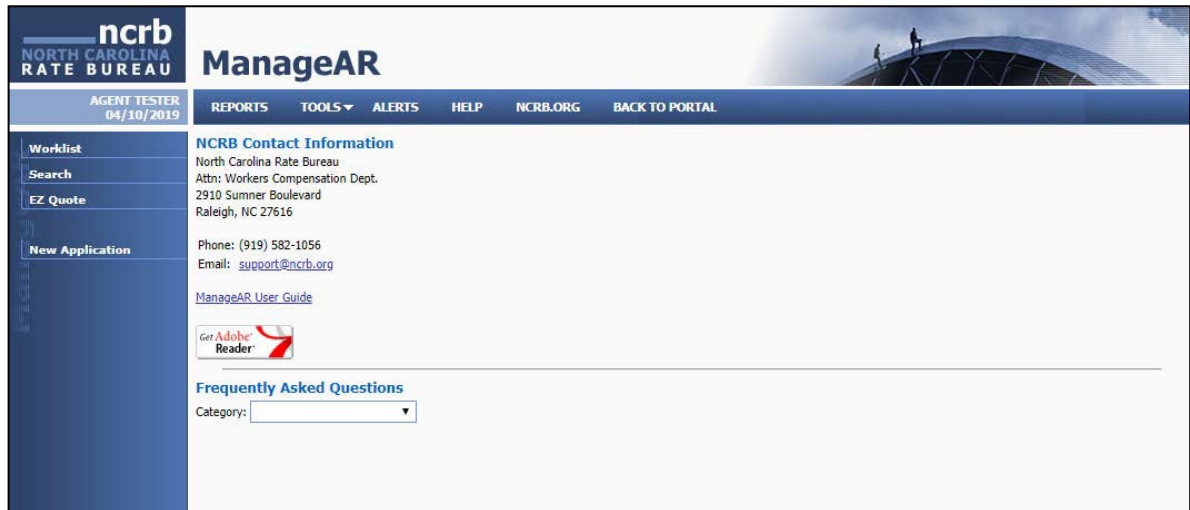 ncrb
NORTH CAROLINA
RATE BUREAU
ManageAR
AGENT TESTER
04/10/2019
REPORTS TOOLS ALERTS HELP NCRB.ORG BACK TO PORTAL
Worklist
Search
EZ Quote
New Application
NCRB Contact Information
North Carolina Rate Bureau
Attn: Workers Compensation Dept.
2910 Sumner Boulevard
Raleigh, NC 27616
Phone: (919) 582-1056
Email: support@ncrb.org
ManageAR User Guide
Get Adobe
Reader
Frequently Asked Questions
Category: